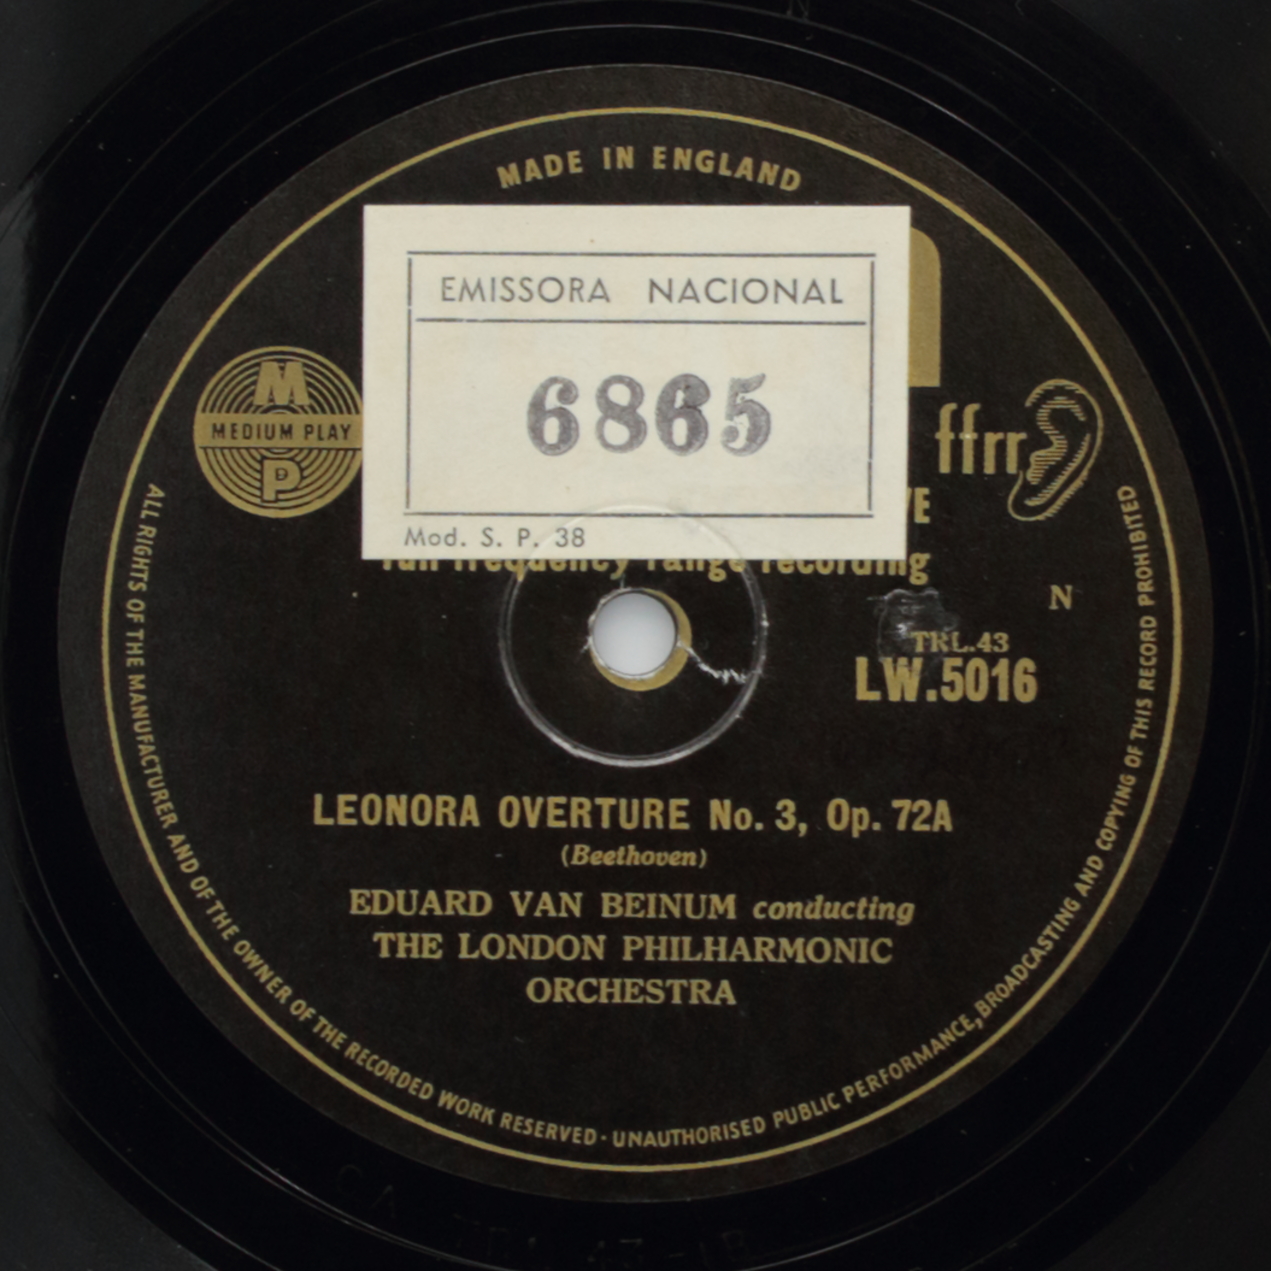 MADE IN ENGLAND
EMISSORA NACIONAL
6865
Mod. S. P. 38
M
MEDIUM PLAY
P
ffrr
full frequency range recording
N
TRL.43
LW.5016
LEONORA OVERTURE No. 3, Op. 72A
(Beethoven)
EDUARD VAN BEINUM conducting
THE LONDON PHILHARMONIC
ORCHESTRA
ALL RIGHTS OF THE MANUFACTURER AND OF THE OWNER OF THE RECORDED WORK RESERVED · UNAUTHORISED PUBLIC PERFORMANCE, BROADCASTING AND COPYING OF THIS RECORD PROHIBITED